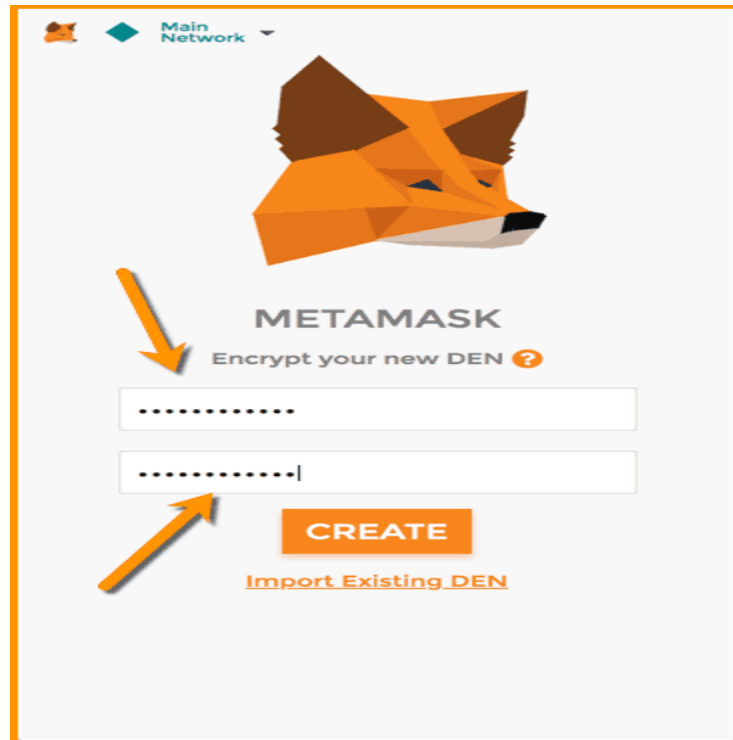 Main
Network
METAMASK
Encrypt your new DEN ?
••••••••••••
••••••••••••
CREATE
Import Existing DEN